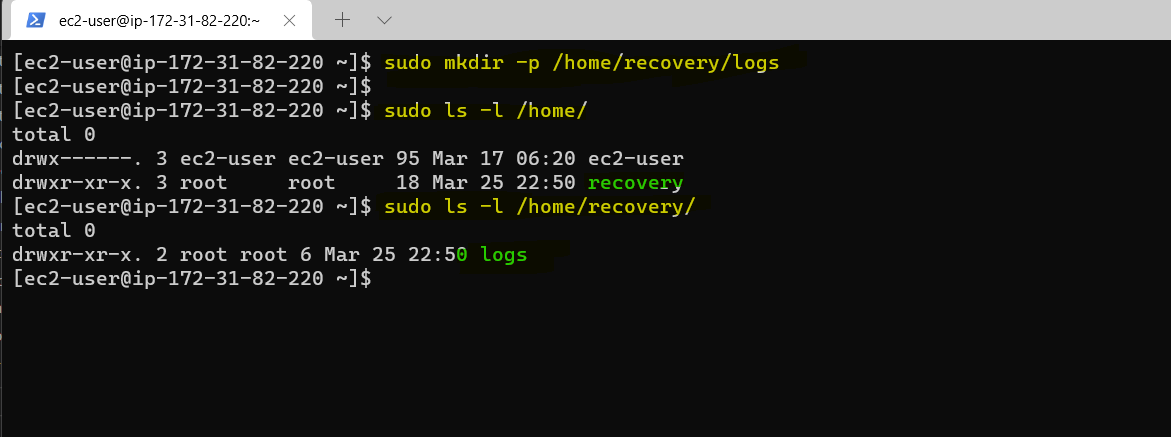 ec2-user@ip-172-31-82-220:~
[ec2-user@ip-172-31-82-220 ~]$ sudo mkdir -p /home/recovery/logs
[ec2-user@ip-172-31-82-220 ~]$
[ec2-user@ip-172-31-82-220 ~]$ sudo ls -l /home/
total 0
drwx------. 3 ec2-user ec2-user 95 Mar 17 06:20 ec2-user
drwxr-xr-x. 3 root     root     18 Mar 25 22:50 recovery
[ec2-user@ip-172-31-82-220 ~]$ sudo ls -l /home/recovery/
total 0
drwxr-xr-x. 2 root root 6 Mar 25 22:50 logs
[ec2-user@ip-172-31-82-220 ~]$